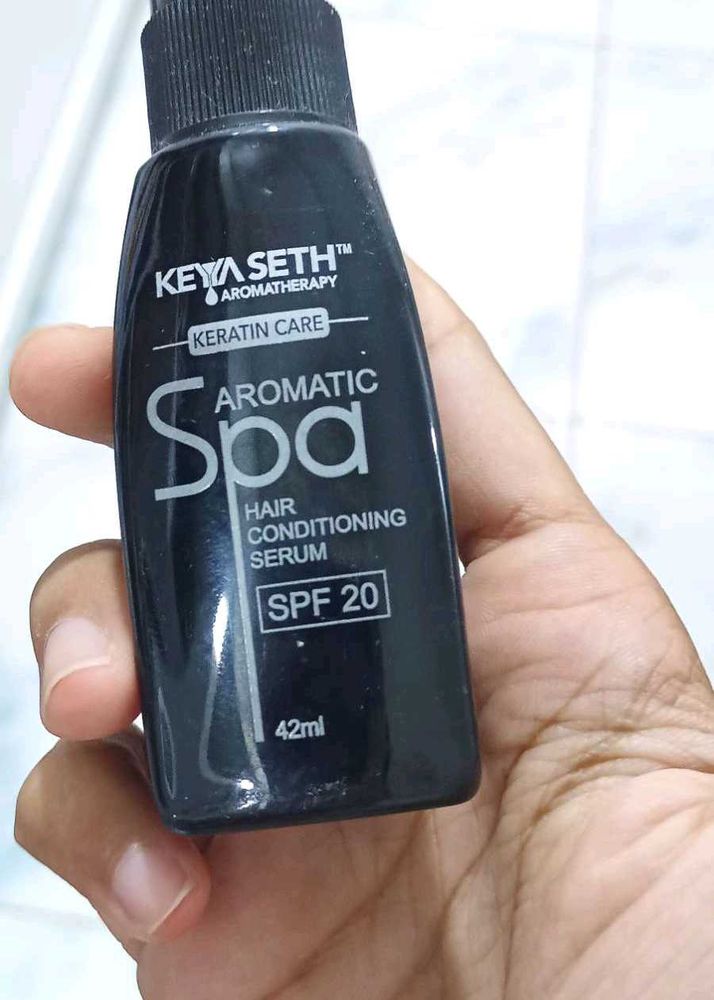 KEYA SETH™
AROMATHERAPY
KERATIN CARE
AROMATIC
Spa
HAIR
CONDITIONING
SERUM
SPF 20
42ml